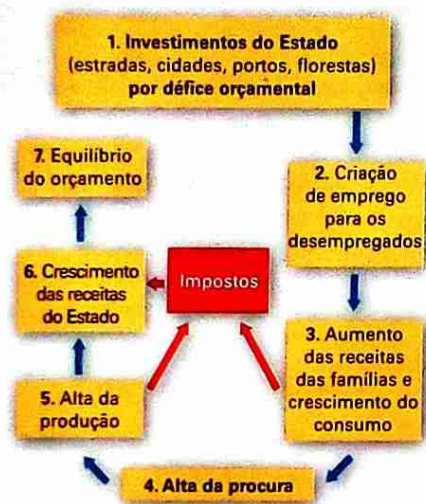 1. Investimentos do Estado
(estradas, cidades, portos, florestas)
por défice orçamental
2. Criação
de emprego
para os
desempregados
3. Aumento
das receitas
das famílias e
crescimento do
consumo
4. Alta da procura
5. Alta da
produção
6. Crescimento
das receitas
do Estado
7. Equilíbrio
do orçamento
Impostos